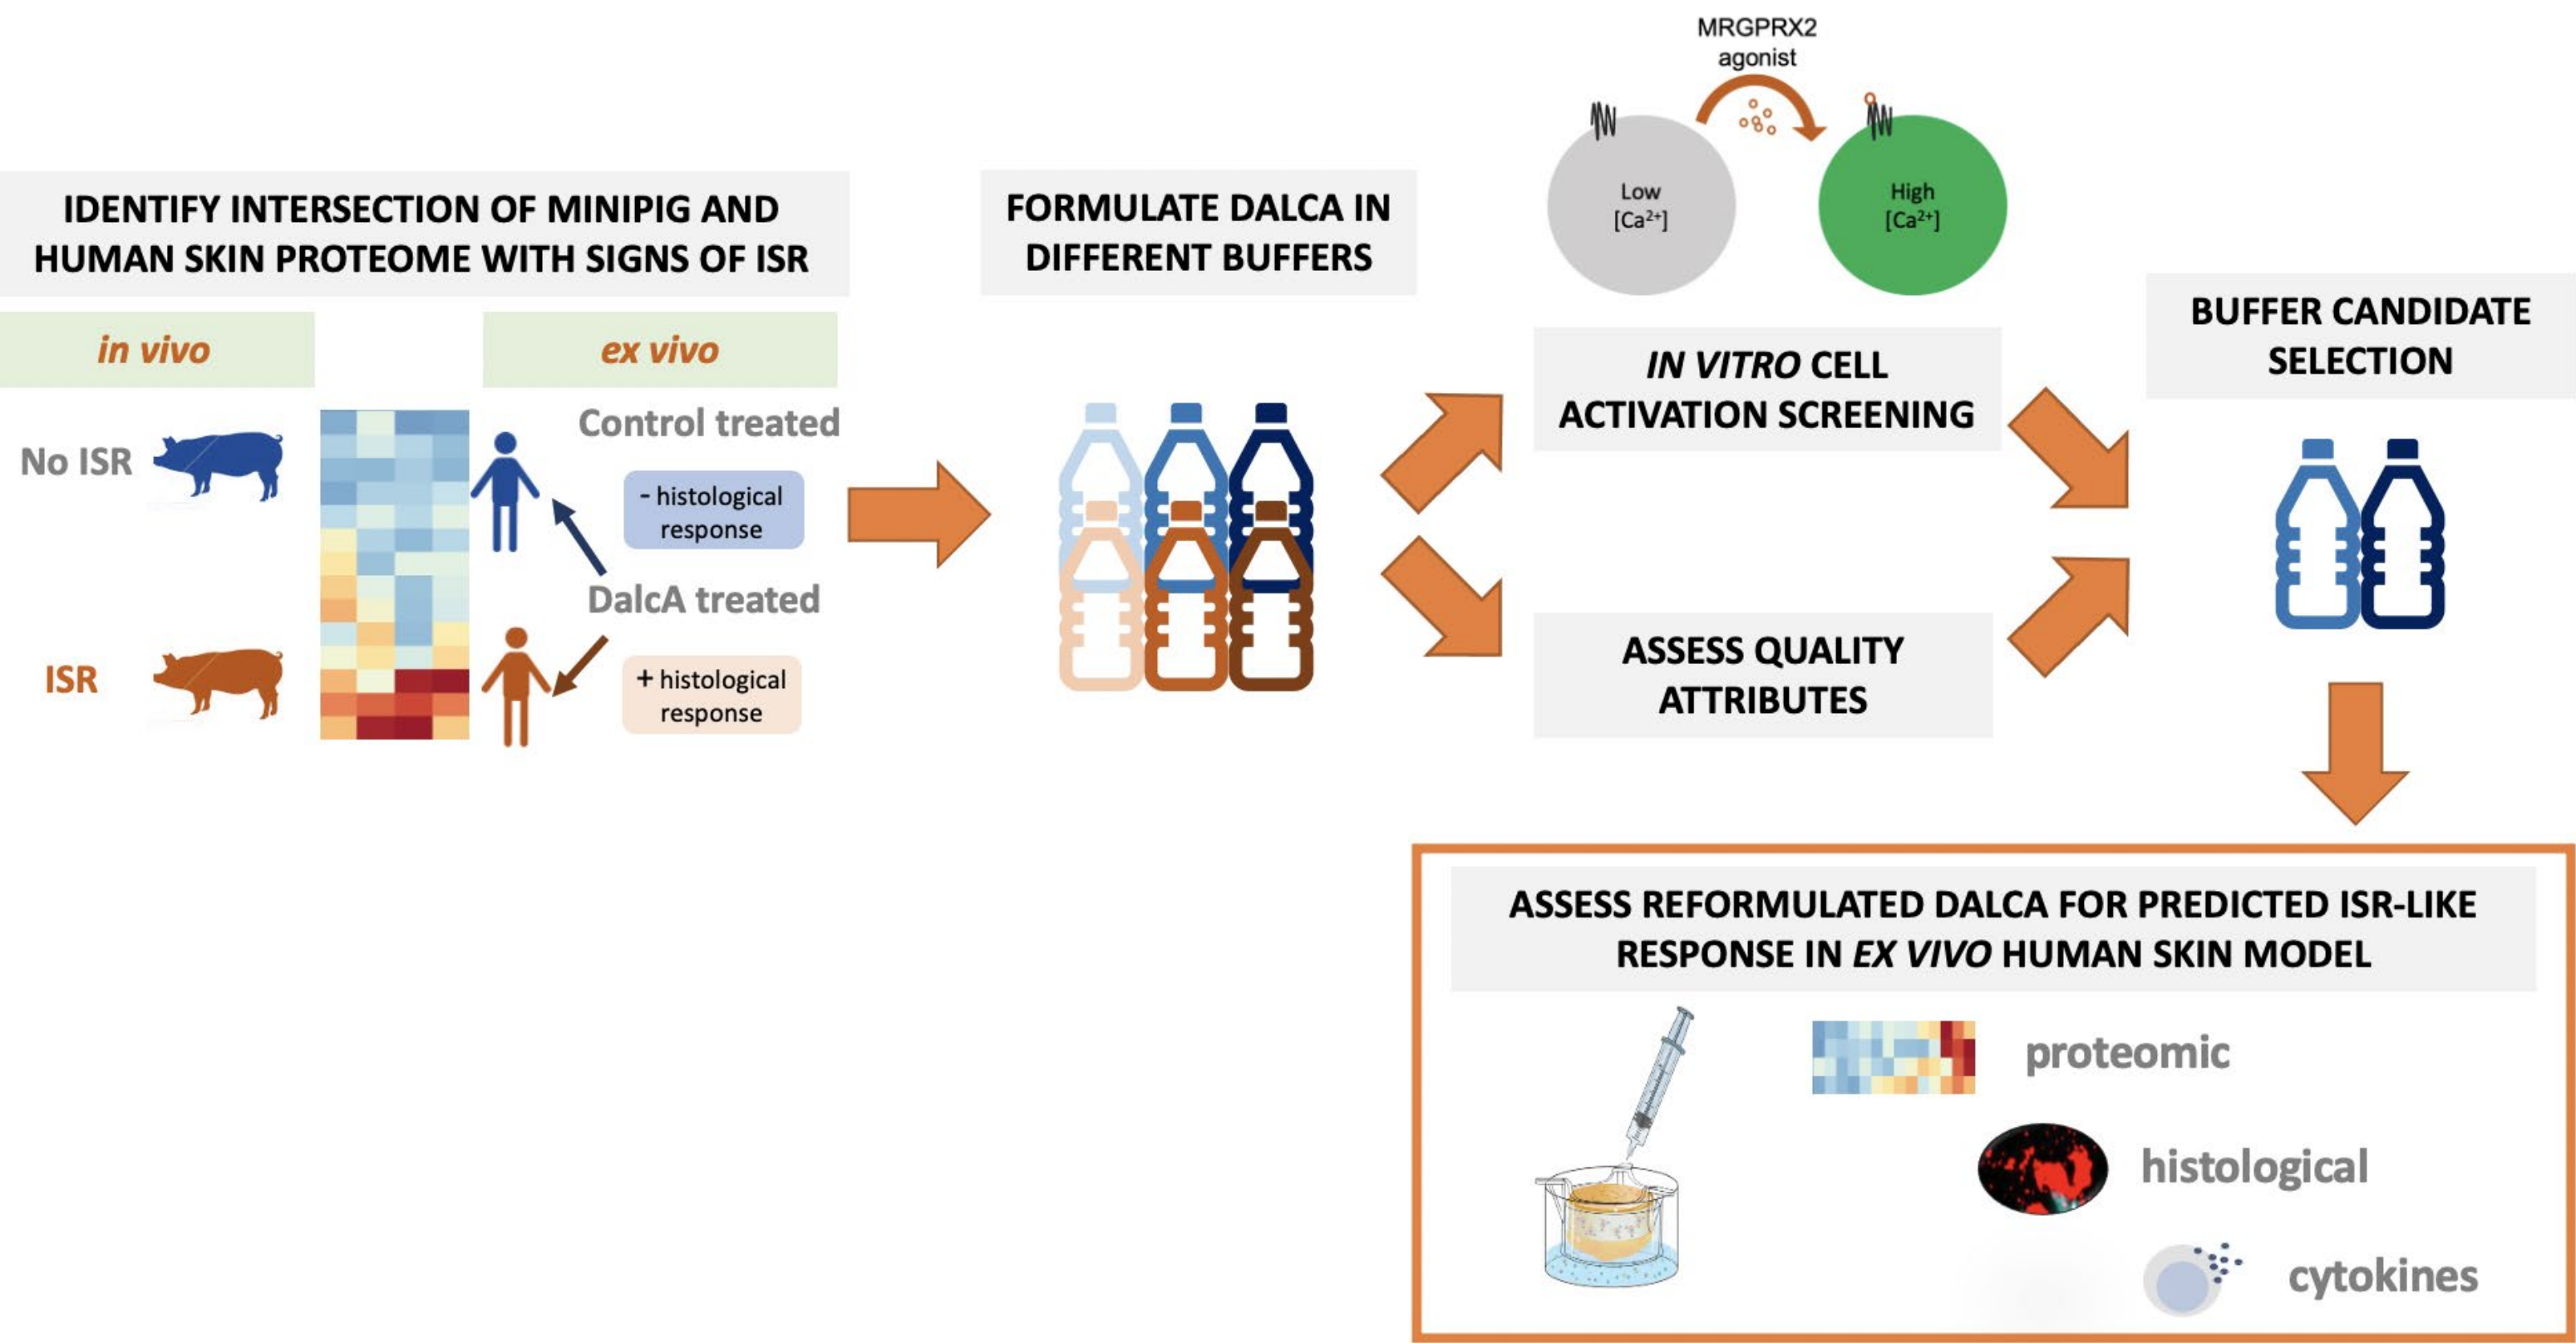 IDENTIFY INTERSECTION OF MINIPIG AND
HUMAN SKIN PROTEOME WITH SIGNS OF ISR
in vivo
ex vivo
No ISR
ISR
Control treated
- histological
response
DalcA treated
+ histological
response
FORMULATE DALCA IN
DIFFERENT BUFFERS
MRGPRX2
agonist
Low
[Ca²⁺]
High
[Ca²⁺]
IN VITRO CELL
ACTIVATION SCREENING
ASSESS QUALITY
ATTRIBUTES
BUFFER CANDIDATE
SELECTION
ASSESS REFORMULATED DALCA FOR PREDICTED ISR-LIKE
RESPONSE IN EX VIVO HUMAN SKIN MODEL
proteomic
histological
cytokines